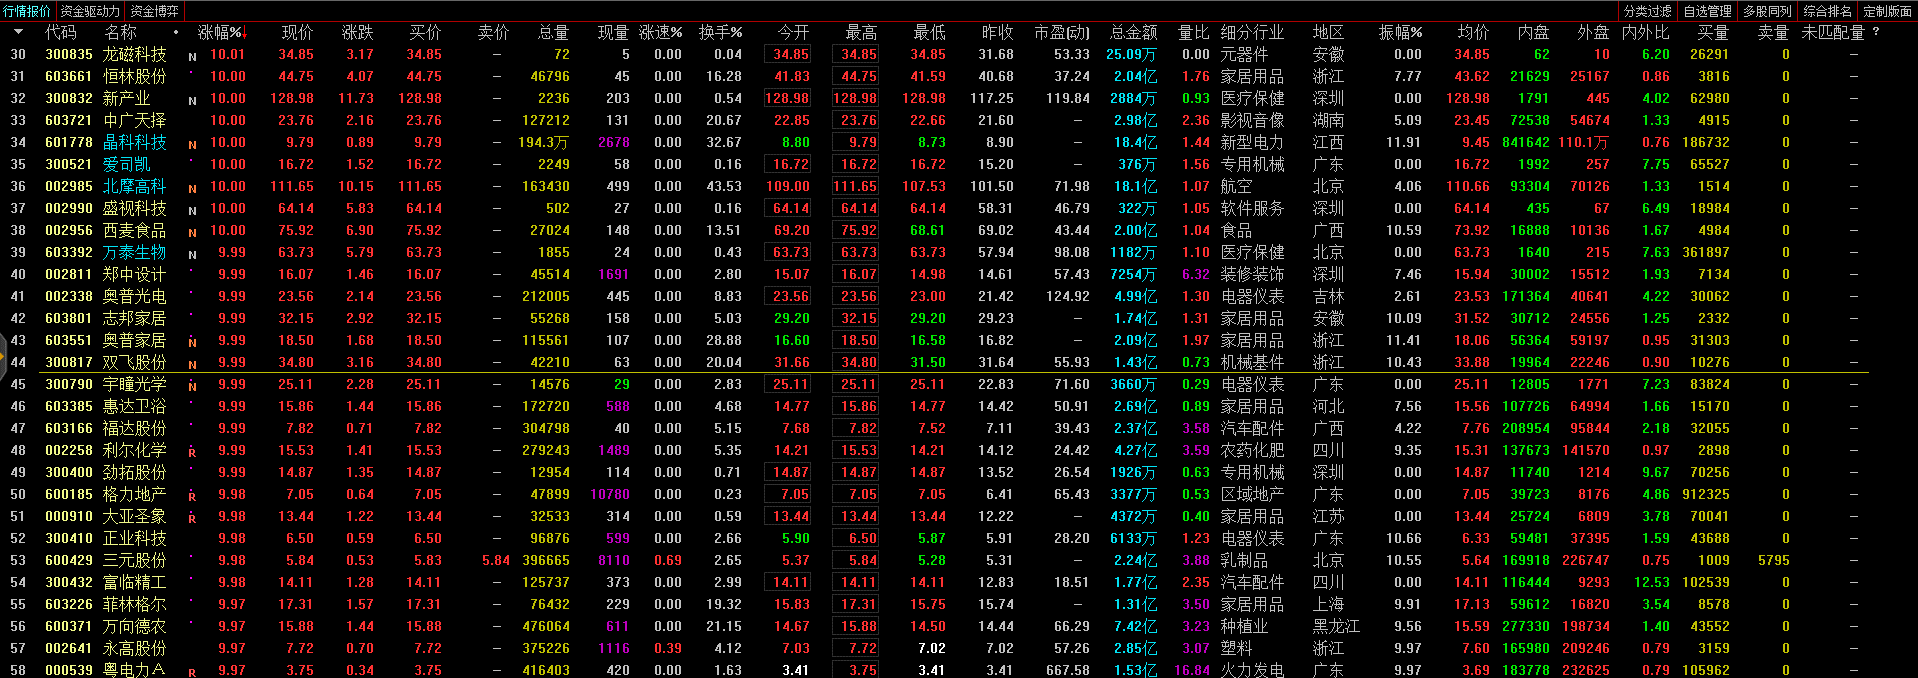 行情报价 资金驱动力 资金博弈 分类过滤 自选管理 多股同列 综合排名 定制版面
代码 名称 涨幅%↓ 涨跌 买价 卖价 总量 现量 涨速% 换手% 今开 最高 最低 昨收 市盈(动) 总金额 量比 细分行业 地区 振幅% 均价 内盘 外盘 内外比 买量 卖量 未匹配量 ?
30 300835 龙磁科技 N 10.01 34.85 3.17 34.85 — 72 5 0.00 0.04 34.85 34.85 34.85 31.68 53.33 25.09万 0.00 元器件 安徽 0.00 34.85 62 10 6.20 26291 0 —
31 603661 恒林股份 10.00 44.75 4.07 44.75 — 46796 45 0.00 16.28 41.83 44.75 41.59 40.68 37.24 2.04亿 1.76 家居用品 浙江 7.77 43.62 21629 25167 0.86 3816 0 —
32 300832 新产业 N 10.00 128.98 11.73 128.98 — 2236 203 0.00 0.54 128.98 128.98 128.98 117.25 119.84 2884万 0.93 医疗保健 深圳 0.00 128.98 1791 445 4.02 62980 0 —
33 603721 中广天择 10.00 23.76 2.16 23.76 — 127212 131 0.00 20.67 22.85 23.76 22.66 21.60 — 2.98亿 2.36 影视音像 湖南 5.09 23.45 72538 54674 1.33 4915 0 —
34 601778 晶科科技 N 10.00 9.79 0.89 9.79 — 194.3万 2678 0.00 32.67 8.80 9.79 8.73 8.90 — 18.4亿 1.44 新型电力 江西 11.91 9.45 841642 110.1万 0.76 186732 0 —
35 300521 爱司凯 10.00 16.72 1.52 16.72 — 2249 58 0.00 0.16 16.72 16.72 16.72 15.20 — 376万 1.56 专用机械 广东 0.00 16.72 1992 257 7.75 65527 0 —
36 002985 北摩高科 N 10.00 111.65 10.15 111.65 — 163430 499 0.00 43.53 109.00 111.65 107.53 101.50 71.98 18.1亿 1.07 航空 北京 4.06 110.66 93304 70126 1.33 1514 0 —
37 002990 盛视科技 N 10.00 64.14 5.83 64.14 — 502 27 0.00 0.16 64.14 64.14 64.14 58.31 46.79 322万 1.05 软件服务 深圳 0.00 64.14 435 67 6.49 18984 0 —
38 002956 西麦食品 N 10.00 75.92 6.90 75.92 — 27024 148 0.00 13.51 69.20 75.92 68.61 69.02 43.44 2.00亿 1.04 食品 广西 10.59 73.92 16888 10136 1.67 4984 0 —
39 603392 万泰生物 N 9.99 63.73 5.79 63.73 — 1855 24 0.00 0.43 63.73 63.73 63.73 57.94 98.08 1182万 1.10 医疗保健 北京 0.00 63.73 1640 215 7.63 361897 0 —
40 002811 郑中设计 9.99 16.07 1.46 16.07 — 45514 1691 0.00 2.80 15.07 16.07 14.98 14.61 57.43 7254万 6.32 装修装饰 深圳 7.46 15.94 30002 15512 1.93 7134 0 —
41 002338 奥普光电 9.99 23.56 2.14 23.56 — 212005 445 0.00 8.83 23.56 23.56 23.00 21.42 124.92 4.99亿 1.30 电器仪表 吉林 2.61 23.53 171364 40641 4.22 30062 0 —
42 603801 志邦家居 9.99 32.15 2.92 32.15 — 55268 158 0.00 5.03 29.20 32.15 29.20 29.23 — 1.74亿 1.31 家居用品 安徽 10.09 31.52 30712 24556 1.25 2332 0 —
43 603551 奥普家居 N 9.99 18.50 1.68 18.50 — 115561 107 0.00 28.88 16.60 18.50 16.58 16.82 — 2.09亿 1.97 家居用品 浙江 11.41 18.06 56364 59197 0.95 31303 0 —
44 300817 双飞股份 N 9.99 34.80 3.16 34.80 — 42210 63 0.00 20.04 31.66 34.80 31.50 31.64 55.93 1.43亿 0.73 机械基件 浙江 10.43 33.88 19964 22246 0.90 10276 0 —
45 300790 宇瞳光学 N 9.99 25.11 2.28 25.11 — 14576 29 0.00 2.83 25.11 25.11 25.11 22.83 71.60 3660万 0.29 电器仪表 广东 0.00 25.11 12805 1771 7.23 83824 0 —
46 603385 惠达卫浴 9.99 15.86 1.44 15.86 — 172720 588 0.00 4.68 14.77 15.86 14.77 14.42 50.91 2.69亿 0.89 家居用品 河北 7.56 15.56 107726 64994 1.66 15170 0 —
47 603166 福达股份 9.99 7.82 0.71 7.82 — 304798 40 0.00 5.15 7.68 7.82 7.52 7.11 39.43 2.37亿 3.58 汽车配件 广西 4.22 7.76 208954 95844 2.18 32055 0 —
48 002258 利尔化学 R 9.99 15.53 1.41 15.53 — 279243 1489 0.00 5.35 14.21 15.53 14.21 14.12 24.42 4.27亿 3.59 农药化肥 四川 9.35 15.31 137673 141570 0.97 2898 0 —
49 300400 劲拓股份 9.99 14.87 1.35 14.87 — 12954 114 0.00 0.71 14.87 14.87 14.87 13.52 26.54 1926万 0.63 专用机械 深圳 0.00 14.87 11740 1214 9.67 70256 0 —
50 600185 格力地产 R 9.98 7.05 0.64 7.05 — 47899 10780 0.00 0.23 7.05 7.05 7.05 6.41 65.43 3377万 0.53 区域地产 广东 0.00 7.05 39723 8176 4.86 912325 0 —
51 000910 大亚圣象 R 9.98 13.44 1.22 13.44 — 32533 314 0.00 0.59 13.44 13.44 13.44 12.22 — 4372万 0.40 家居用品 江苏 0.00 13.44 25724 6809 3.78 70041 0 —
52 300410 正业科技 9.98 6.50 0.59 6.50 — 96876 599 0.00 2.66 5.90 6.50 5.87 5.91 28.20 6133万 1.23 电器仪表 广东 10.66 6.33 59481 37395 1.59 43688 0 —
53 600429 三元股份 9.98 5.84 0.53 5.83 5.84 396665 8110 0.69 2.65 5.37 5.84 5.28 5.31 — 2.24亿 3.88 乳制品 北京 10.55 5.64 169918 226747 0.75 1009 5795 —
54 300432 富临精工 9.98 14.11 1.28 14.11 — 125737 373 0.00 2.99 14.11 14.11 14.11 12.83 18.51 1.77亿 2.35 汽车配件 四川 0.00 14.11 116444 9293 12.53 102539 0 —
55 603226 菲林格尔 9.97 17.31 1.57 17.31 — 76432 229 0.00 19.32 15.83 17.31 15.75 15.74 — 1.31亿 3.50 家居用品 上海 9.91 17.13 59612 16820 3.54 8578 0 —
56 600371 万向德农 9.97 15.88 1.44 15.88 — 476064 611 0.00 21.15 14.67 15.88 14.50 14.44 66.29 7.42亿 3.23 种植业 黑龙江 9.56 15.59 277330 198734 1.40 43552 0 —
57 002641 永高股份 9.97 7.72 0.70 7.72 — 375226 1116 0.39 4.12 7.03 7.72 7.02 7.02 57.26 2.85亿 3.07 塑料 浙江 9.97 7.60 165980 209246 0.79 3159 0 —
58 000539 粤电力A R 9.97 3.75 0.34 3.75 — 416403 420 0.00 1.63 3.41 3.75 3.41 3.41 667.58 1.53亿 16.84 火力发电 广东 9.97 3.69 183778 232625 0.79 105962 0 —